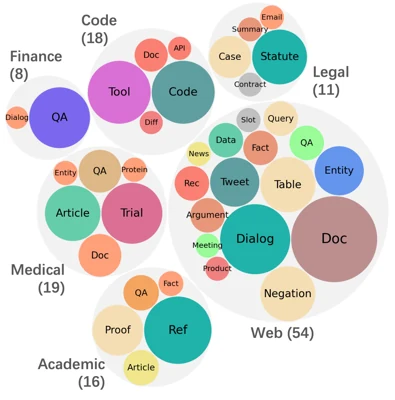 Code
(18)
Doc
API
Tool
Code
Diff
Finance
(8)
Dialog
QA
Email
Summary
Case
Statute
Contract
Legal
(11)
Slot
Query
Data
Fact
QA
News
Rec
Tweet
Table
Entity
Argument
Dialog
Doc
Meeting
Product
Negation
Web (54)
Entity
QA
Protein
Article
Trial
Doc
Medical
(19)
QA
Fact
Proof
Ref
Article
Academic
(16)